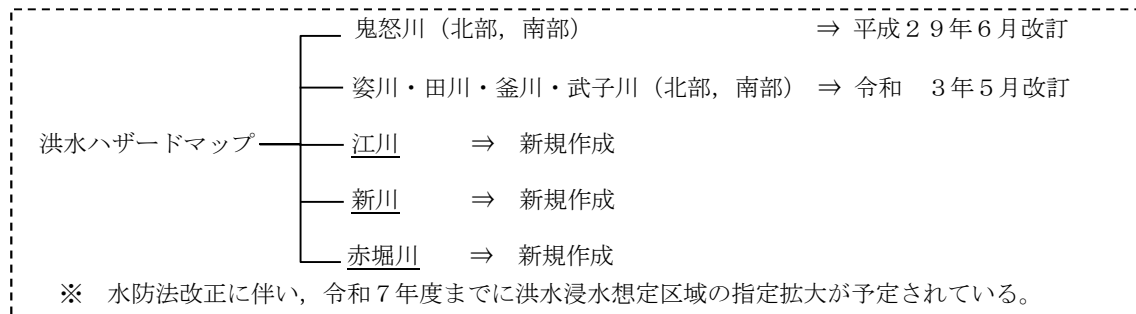 鬼怒川（北部，南部） ⇒ 平成２９年６月改訂
姿川・田川・釜川・武子川（北部，南部） ⇒ 令和　３年５月改訂
洪水ハザードマップ 江川 ⇒ 新規作成
新川 ⇒ 新規作成
赤堀川 ⇒ 新規作成
※　水防法改正に伴い，令和７年度までに洪水浸水想定区域の指定拡大が予定されている。